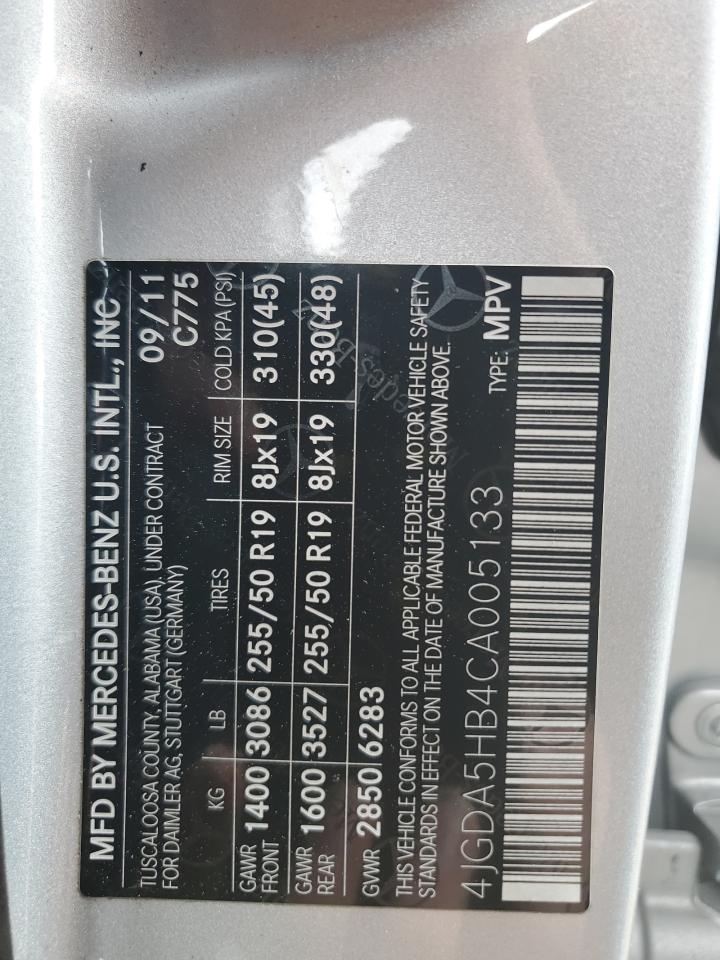 MFD BY MERCEDES-BENZ U.S. INTL., INC
TUSCALOOSA COUNTY, ALABAMA (USA), UNDER CONTRACT 09/11
FOR DAIMLER AG, STUTTGART (GERMANY) C775
KG LB TIRES RIM SIZE COLD KPA (PSI)
GAWR FRONT 1400 3086 255/50 R19 8Jx19 310(45)
GAWR REAR 1600 3527 255/50 R19 8Jx19 330(48)
GVWR 2850 6283
THIS VEHICLE CONFORMS TO ALL APPLICABLE FEDERAL MOTOR VEHICLE SAFETY
STANDARDS IN EFFECT ON THE DATE OF MANUFACTURE SHOWN ABOVE.
4JGDA5HB4CA005133 TYPE: MPV